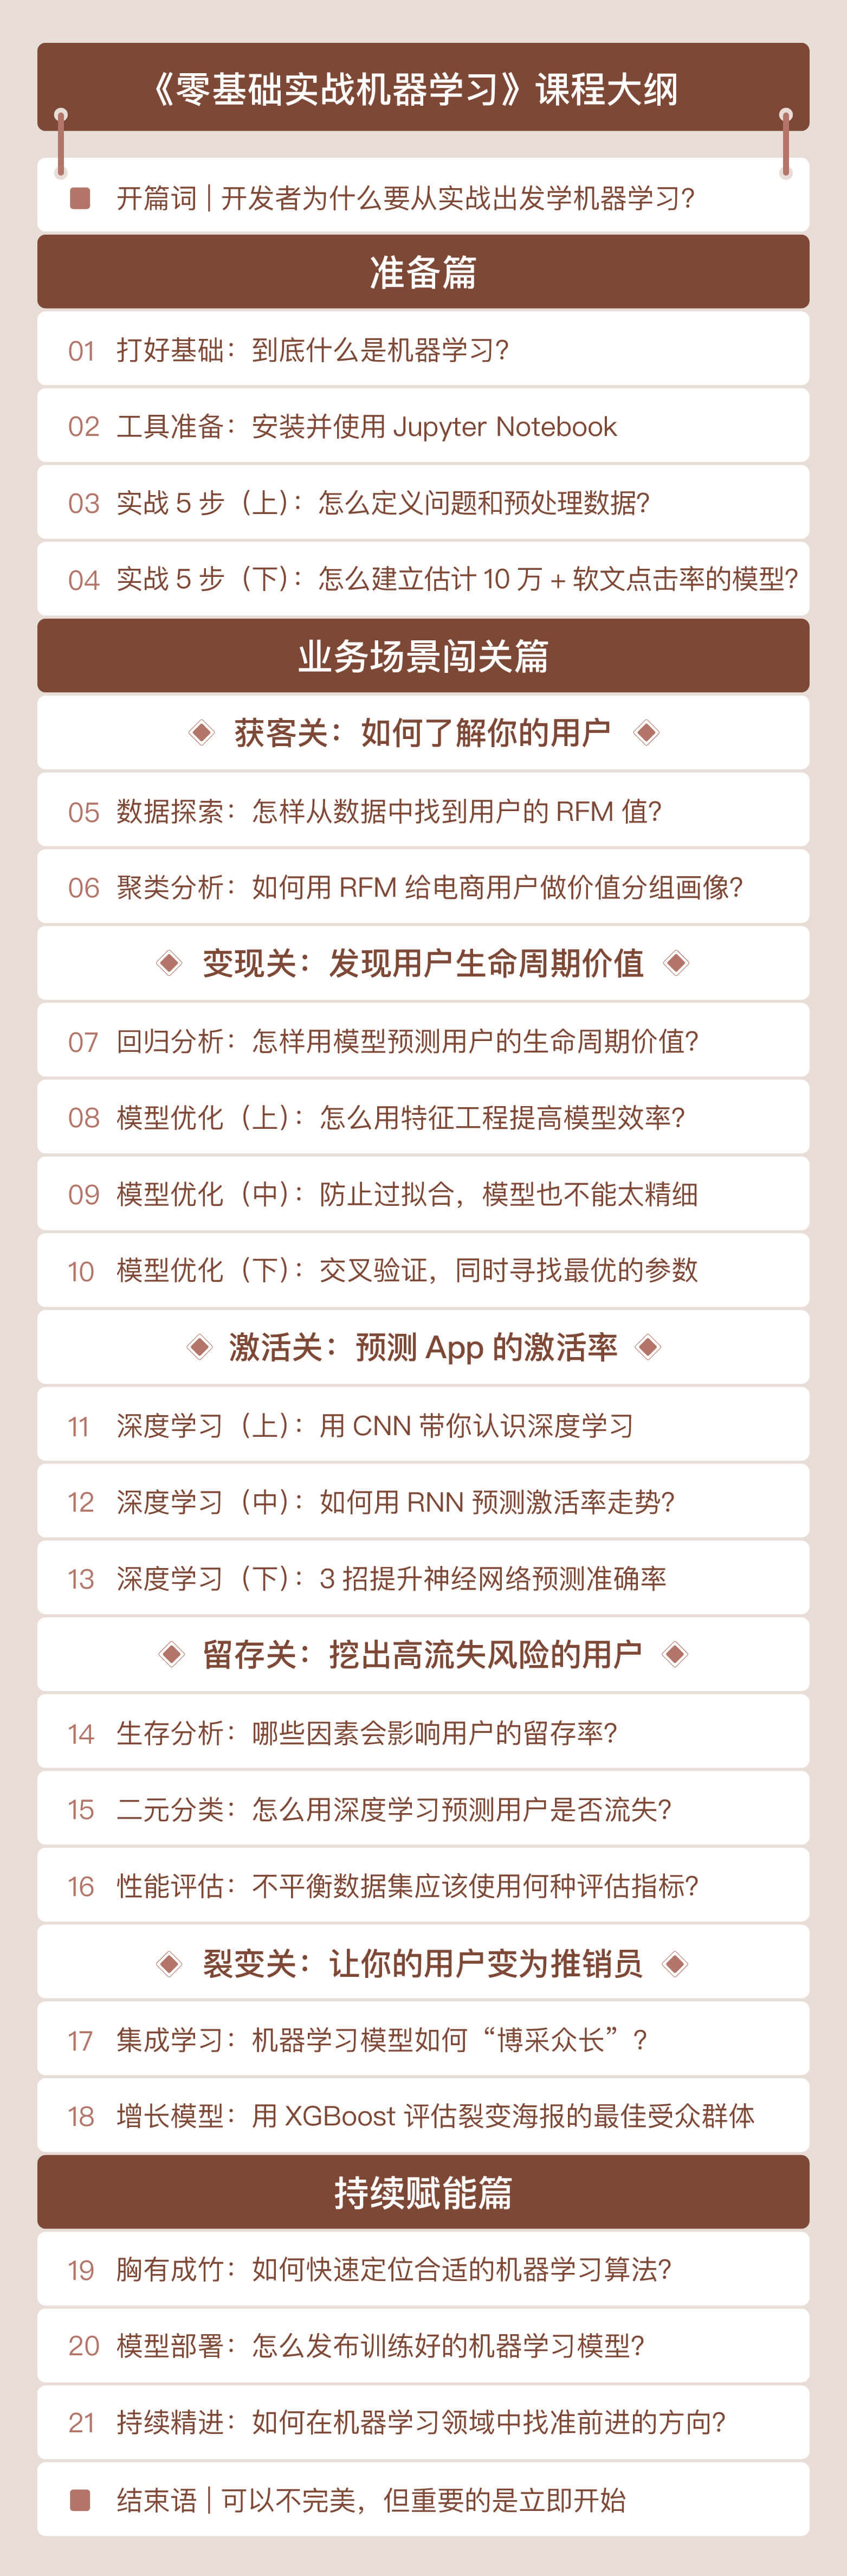 《零基础实战机器学习》课程大纲
开篇词 | 开发者为什么要从实战出发学机器学习？
准备篇
01 打好基础：到底什么是机器学习？
02 工具准备：安装并使用 Jupyter Notebook
03 实战 5 步（上）：怎么定义问题和预处理数据？
04 实战 5 步（下）：怎么建立估计 10 万 + 软文点击率的模型？
业务场景闯关篇
获客关：如何了解你的用户
05 数据探索：怎样从数据中找到用户的 RFM 值？
06 聚类分析：如何用 RFM 给电商用户做价值分组画像？
变现关：发现用户生命周期价值
07 回归分析：怎样用模型预测用户的生命周期价值？
08 模型优化（上）：怎么用特征工程提高模型效率？
09 模型优化（中）：防止过拟合，模型也不能太精细
10 模型优化（下）：交叉验证，同时寻找最优的参数
激活关：预测 App 的激活率
11 深度学习（上）：用 CNN 带你认识深度学习
12 深度学习（中）：如何用 RNN 预测激活率走势？
13 深度学习（下）：3 招提升神经网络预测准确率
留存关：挖出高流失风险的用户
14 生存分析：哪些因素会影响用户的留存率？
15 二元分类：怎么用深度学习预测用户是否流失？
16 性能评估：不平衡数据集应该使用何种评估指标？
裂变关：让你的用户变为推销员
17 集成学习：机器学习模型如何“博采众长”？
18 增长模型：用 XGBoost 评估裂变海报的最佳受众群体
持续赋能篇
19 胸有成竹：如何快速定位合适的机器学习算法？
20 模型部署：怎么发布训练好的机器学习模型？
21 持续精进：如何在机器学习领域中找准前进的方向？
结束语 | 可以不完美，但重要的是立即开始